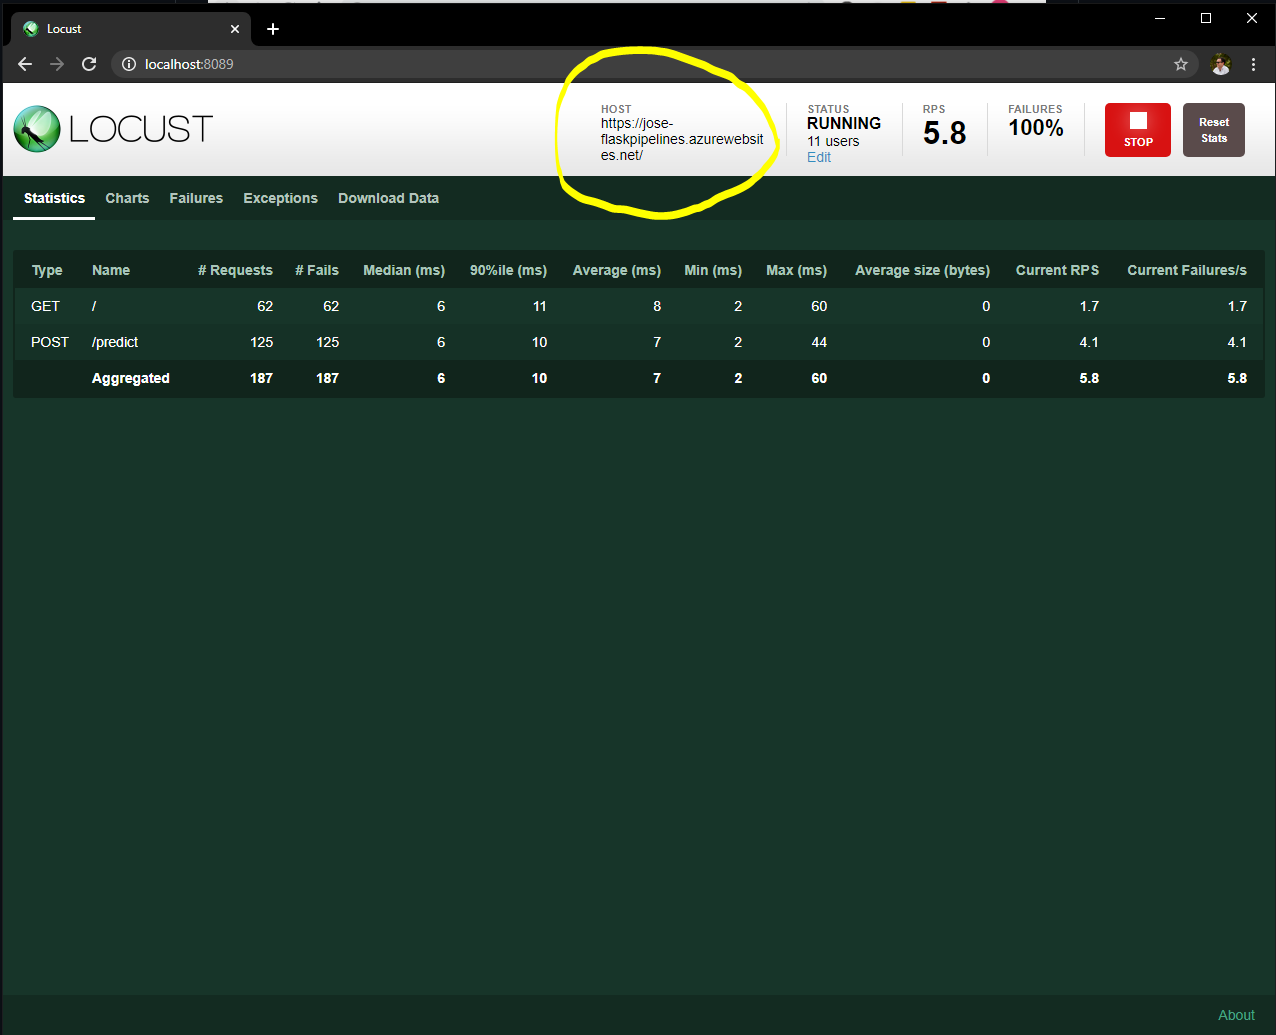 Locust
localhost:8089
LOCUST
HOST
https://jose-
flaskpipelines.azurewebsit
es.net/
STATUS
RUNNING
11 users
Edit
RPS
5.8
FAILURES
100%
STOP
Reset
Stats
Statistics Charts Failures Exceptions Download Data
Type Name # Requests # Fails Median (ms) 90%ile (ms) Average (ms) Min (ms) Max (ms) Average size (bytes) Current RPS Current Failures/s
GET / 62 62 6 11 8 2 60 0 1.7 1.7
POST /predict 125 125 6 10 7 2 44 0 4.1 4.1
Aggregated 187 187 6 10 7 2 60 0 5.8 5.8
About